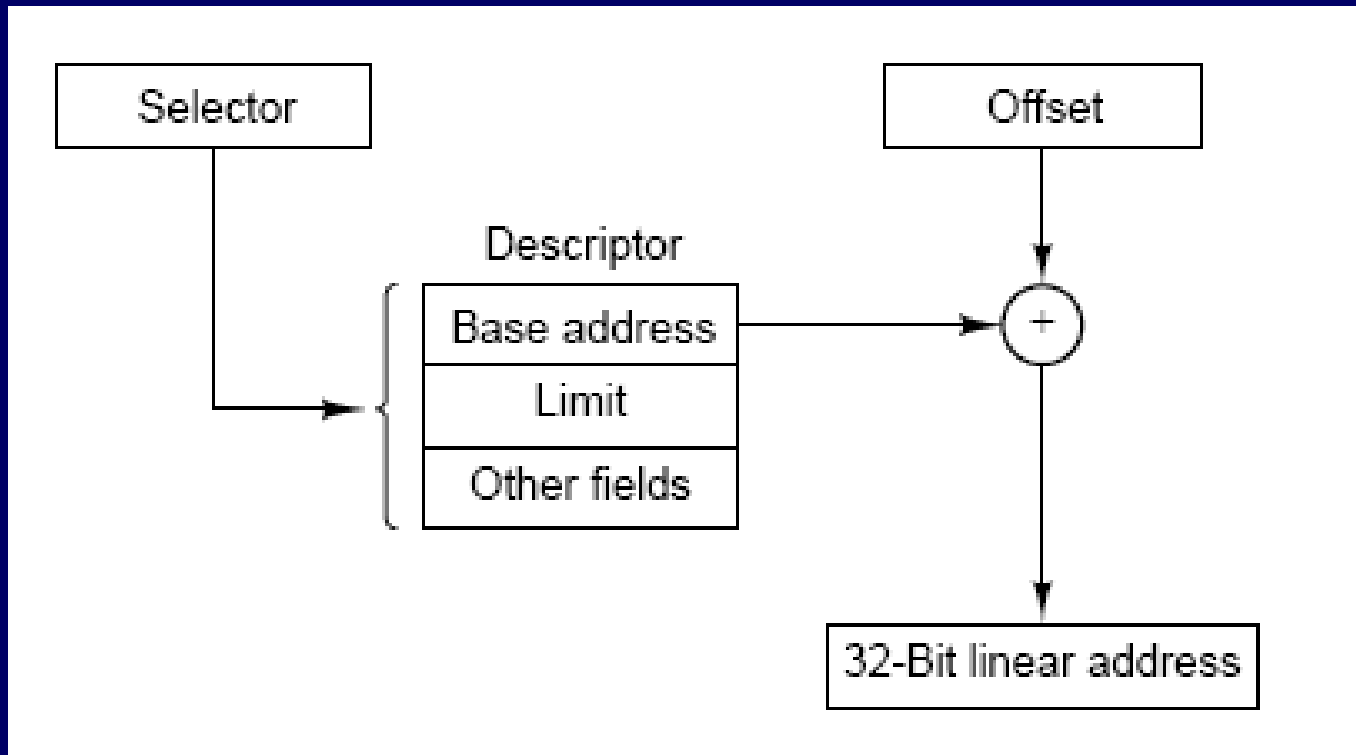 Selector
Offset
Descriptor
Base address
+
Limit
Other fields
32-Bit linear address